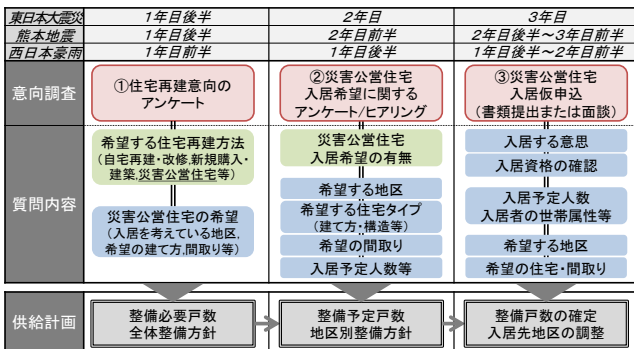 東日本大震災 1年目後半 2年目 3年目
熊本地震 1年目後半 2年目前半 2年目後半～3年目前半
西日本豪雨 1年目前半 1年目後半 1年目後半～2年目前半
意向調査
①住宅再建意向の
アンケート
②災害公営住宅
入居希望に関する
アンケート/ヒアリング
③災害公営住宅
入居仮申込
(書類提出または面談)
質問内容
希望する住宅再建方法
(自宅再建・改修,新規購入・
建築,災害公営住宅等)
災害公営住宅の希望
(入居を考えている地区,
希望の建て方,間取り等)
災害公営住宅
入居希望の有無
希望する地区
希望する住宅タイプ
(建て方・構造等)
希望の間取り
入居予定人数等
入居する意思
入居資格の確認
入居予定人数
入居者の世帯属性等
希望する地区
希望の住宅・間取り
供給計画
整備必要戸数
全体整備方針
整備予定戸数
地区別整備方針
整備戸数の確定
入居先地区の調整